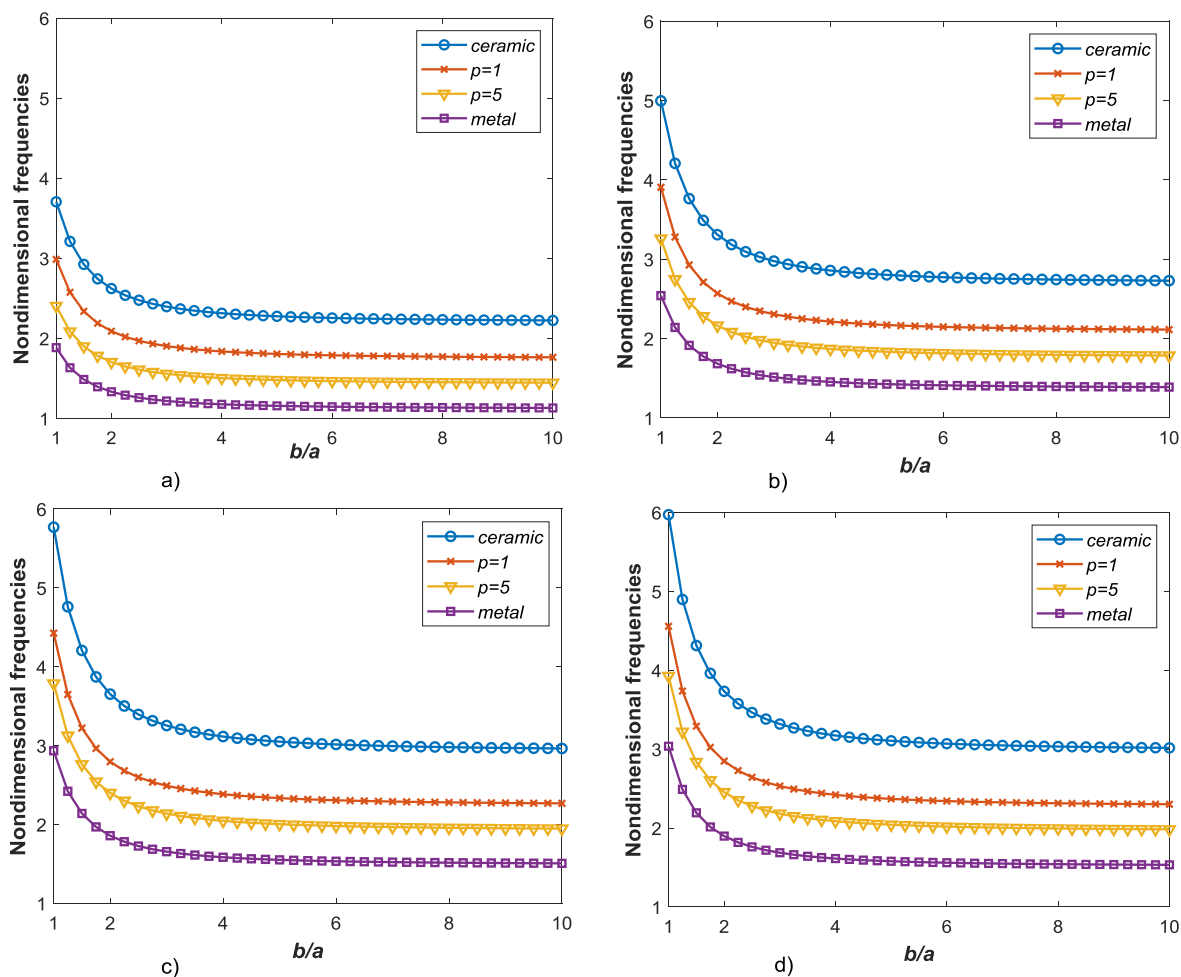 Nondimensional frequencies
6
5
4
3
2
1
ceramic
p=1
p=5
metal
1 2 4 6 8 10
b/a
a)
Nondimensional frequencies
6
5
4
3
2
1
ceramic
p=1
p=5
metal
1 2 4 6 8 10
b/a
b)
Nondimensional frequencies
6
5
4
3
2
1
ceramic
p=1
p=5
metal
1 2 4 6 8 10
b/a
c)
Nondimensional frequencies
6
5
4
3
2
1
ceramic
p=1
p=5
metal
1 2 4 6 8 10
b/a
d)